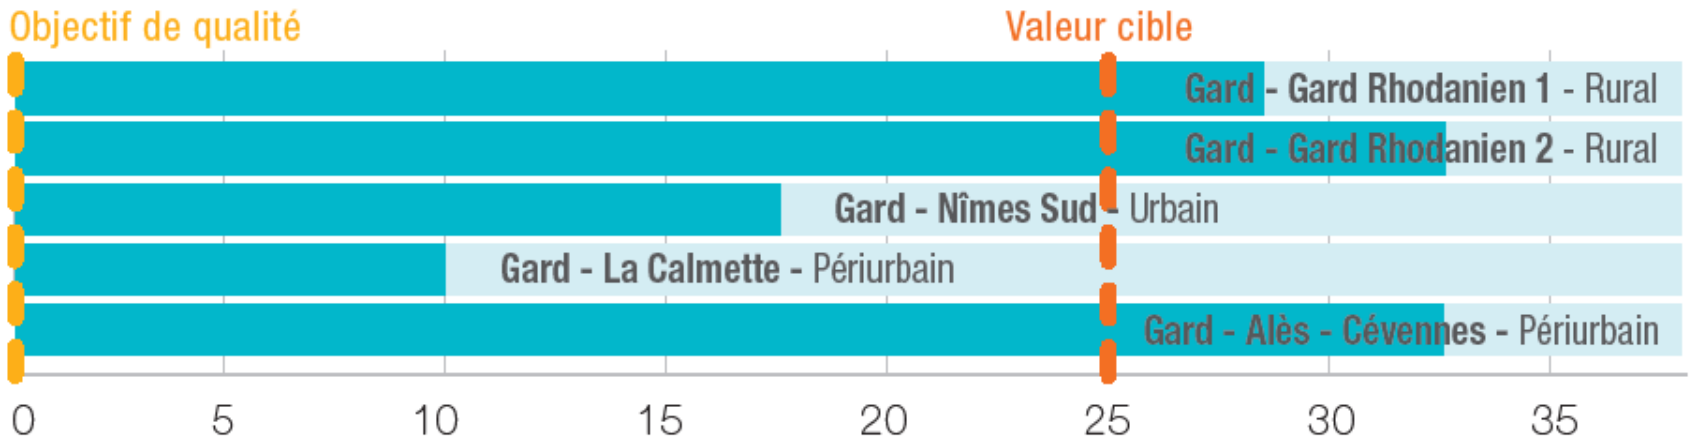 Objectif de qualité
Valeur cible
Gard - Gard Rhodanien 1 - Rural
Gard - Gard Rhodanien 2 - Rural
Gard - Nîmes Sud - Urbain
Gard - La Calmette - Périurbain
Gard - Alès - Cévennes - Périurbain
0 5 10 15 20 25 30 35